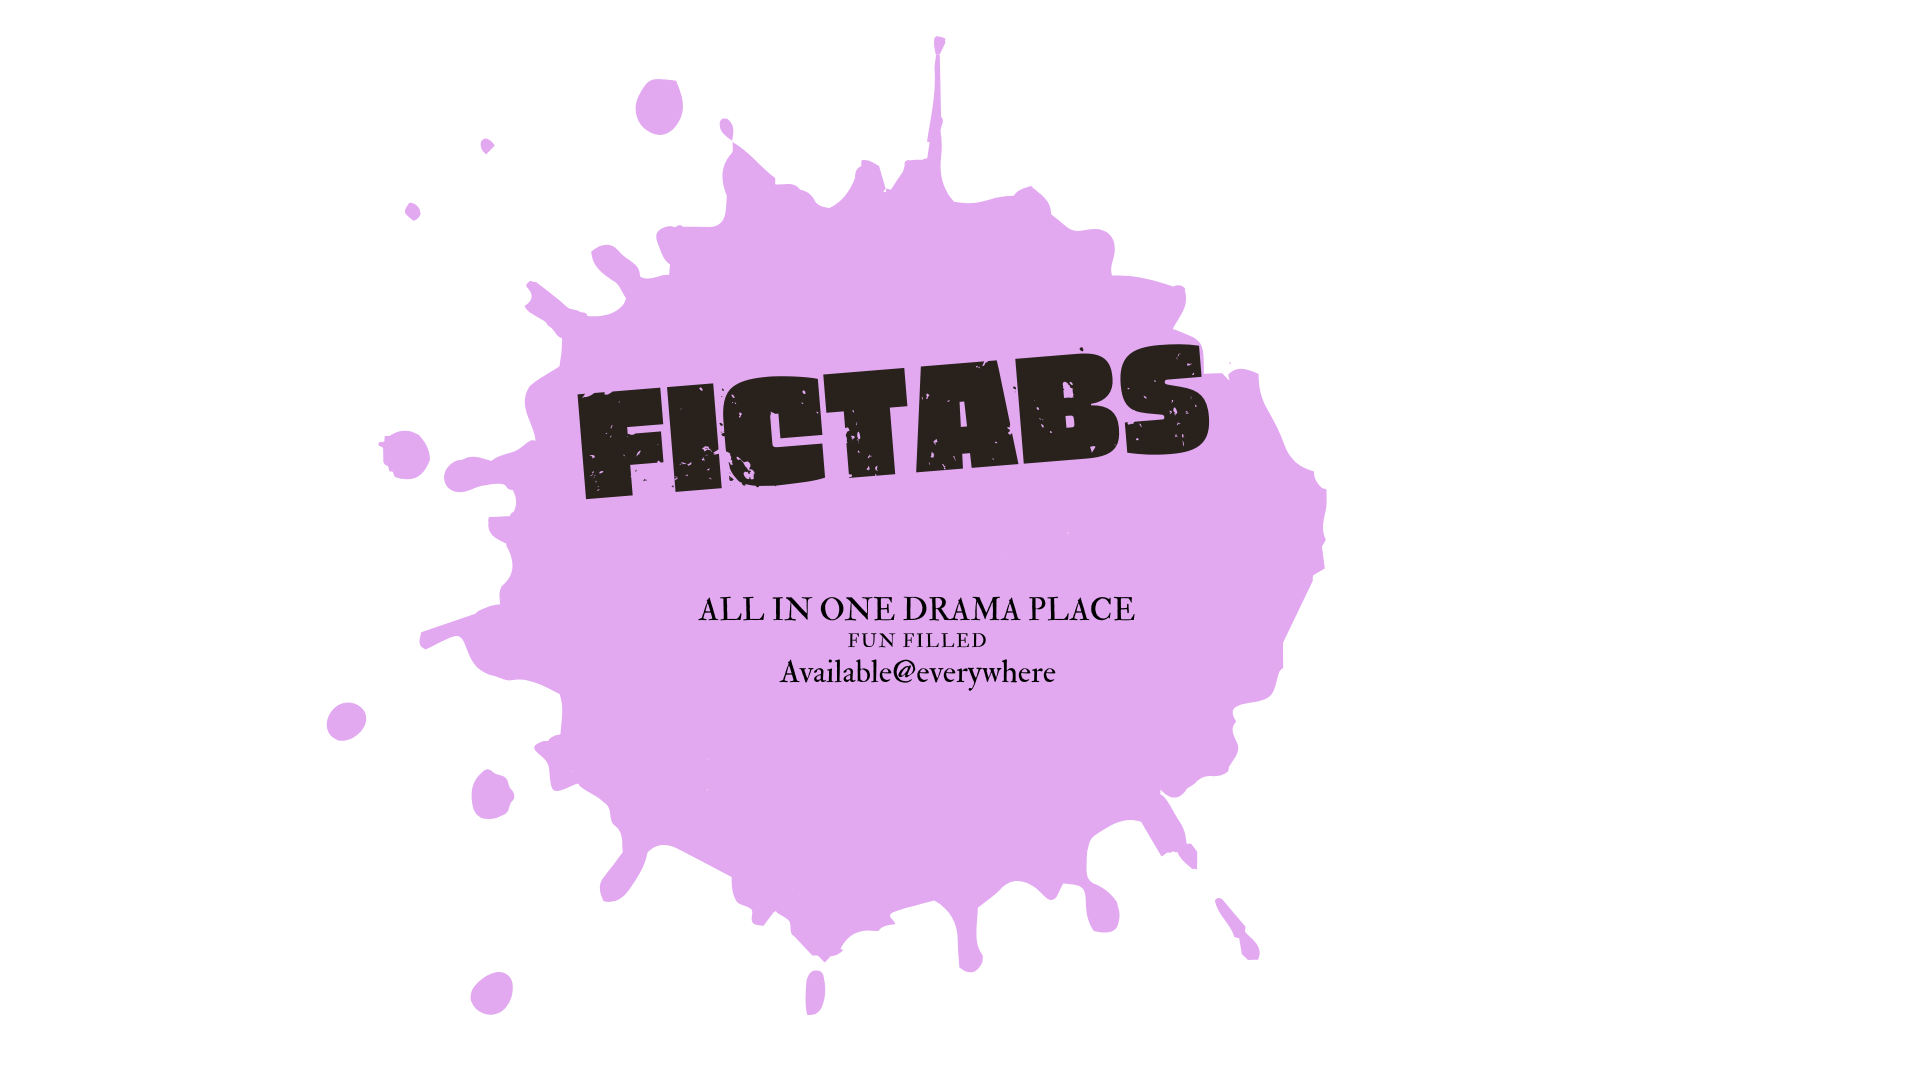 FICTABS
ALL IN ONE DRAMA PLACE
FUN FILLED
Available@everywhere